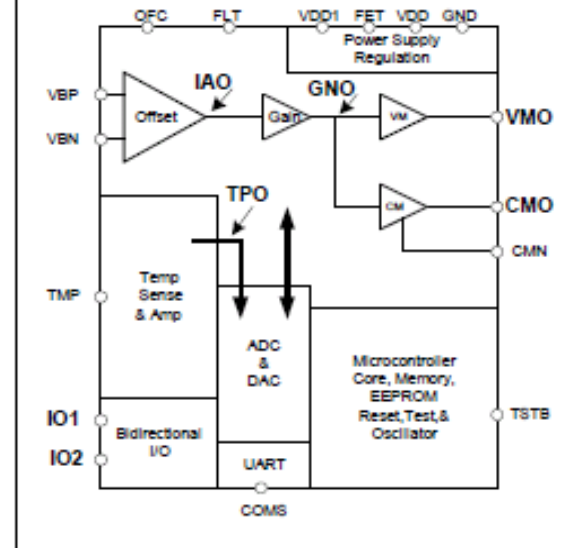 OFC FLT VDD1 FET VDD GND
Power Supply
Regulation
IAO
GNO
VBP
Offset
Gain
VM
VMO
VBN
TPO
CM
CMO
CMN
Temp
Sense
& Amp
TMP
ADC
&
DAC
Microcontroller
Core, Memory,
EEPROM
Reset,Test,&
Oscillator
TSTB
IO1
Bidirectional
I/O
IO2
UART
COMS